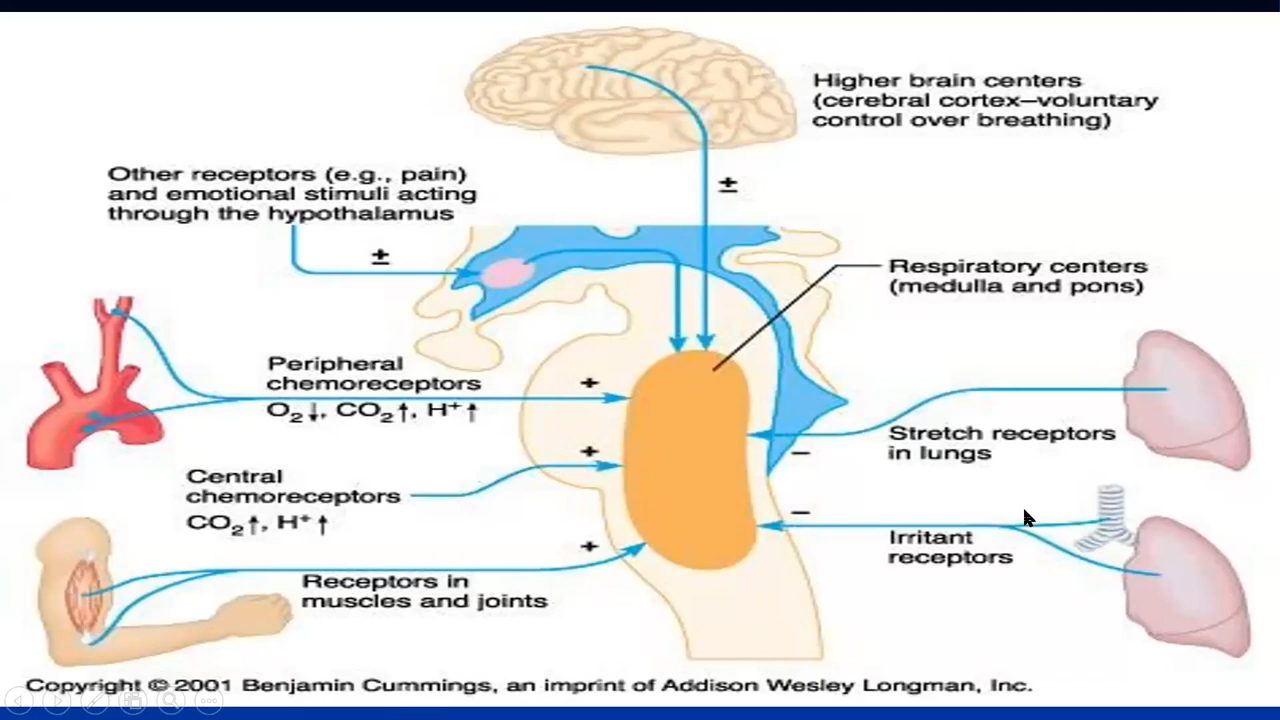 Higher brain centers
(cerebral cortex–voluntary
control over breathing)
Other receptors (e.g., pain)
and emotional stimuli acting
through the hypothalamus
±
±
Respiratory centers
(medulla and pons)
Peripheral
chemoreceptors
O₂↓, CO₂↑, H⁺↑
+
Stretch receptors
in lungs
–
Central
chemoreceptors
CO₂↑, H⁺↑
+
Irritant
receptors
–
Receptors in
muscles and joints
+
Copyright © 2001 Benjamin Cummings, an imprint of Addison Wesley Longman, Inc.